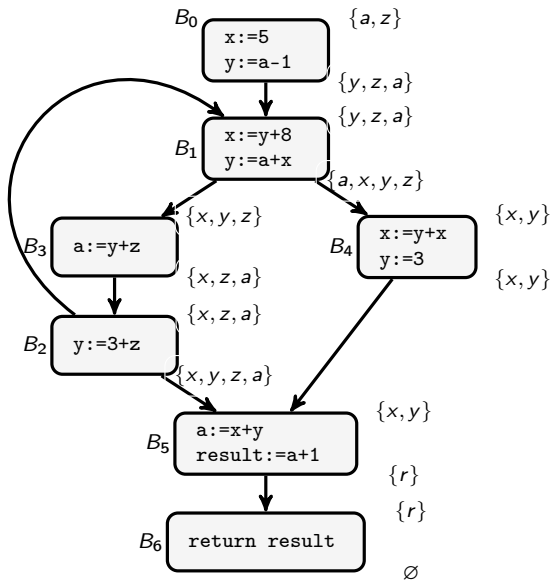 B₀
{a, z}
x:=5
y:=a-1
{y, z, a}
{y, z, a}
B₁
x:=y+8
y:=a+x
{a, x, y, z}
{x, y, z}
{x, y}
B₃
a:=y+z
B₄
x:=y+x
y:=3
{x, z, a}
{x, y}
{x, z, a}
B₂
y:=3+z
{x, y, z, a}
{x, y}
B₅
a:=x+y
result:=a+1
{r}
{r}
B₆
return result
∅